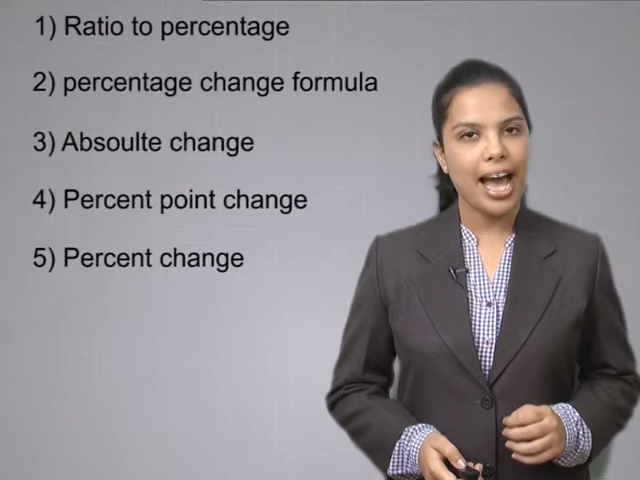 1) Ratio to percentage
2) percentage change formula
3) Absoulte change
4) Percent point change
5) Percent change